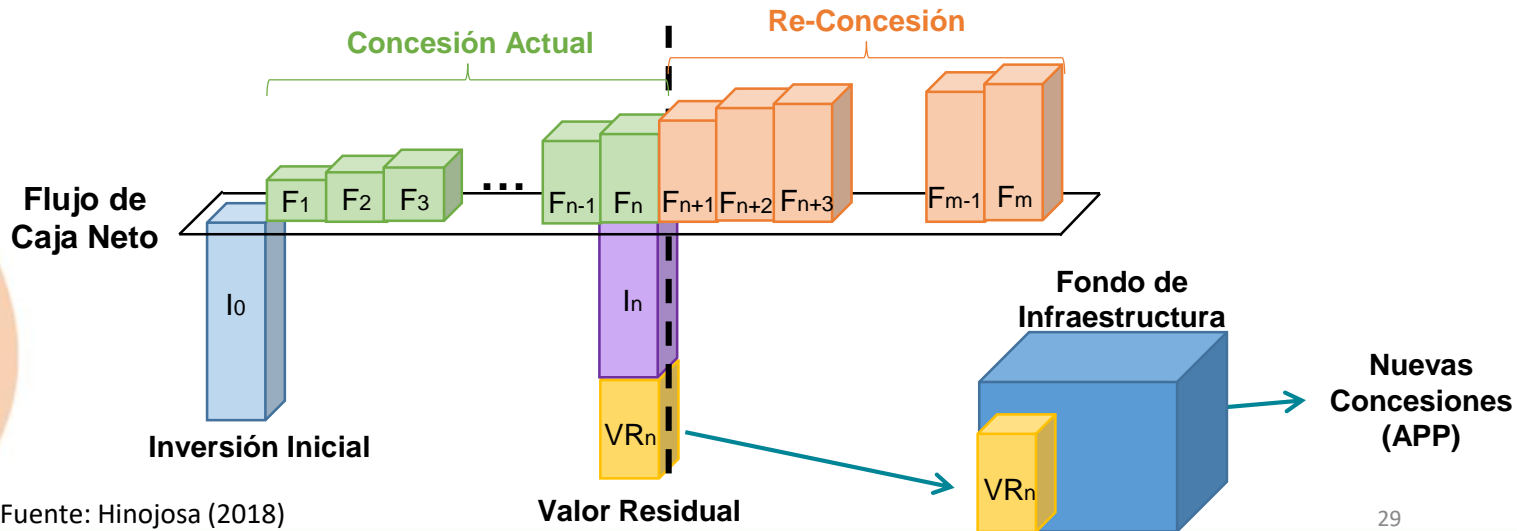 Concesión Actual
Re-Concesión
Flujo de
Caja Neto
F1
F2
F3
...
Fn-1
Fn
Fn+1
Fn+2
Fn+3
Fm-1
Fm
I0
In
VRn
Inversión Inicial
Valor Residual
Fondo de
Infraestructura
VRn
Nuevas
Concesiones
(APP)
Fuente: Hinojosa (2018)
29